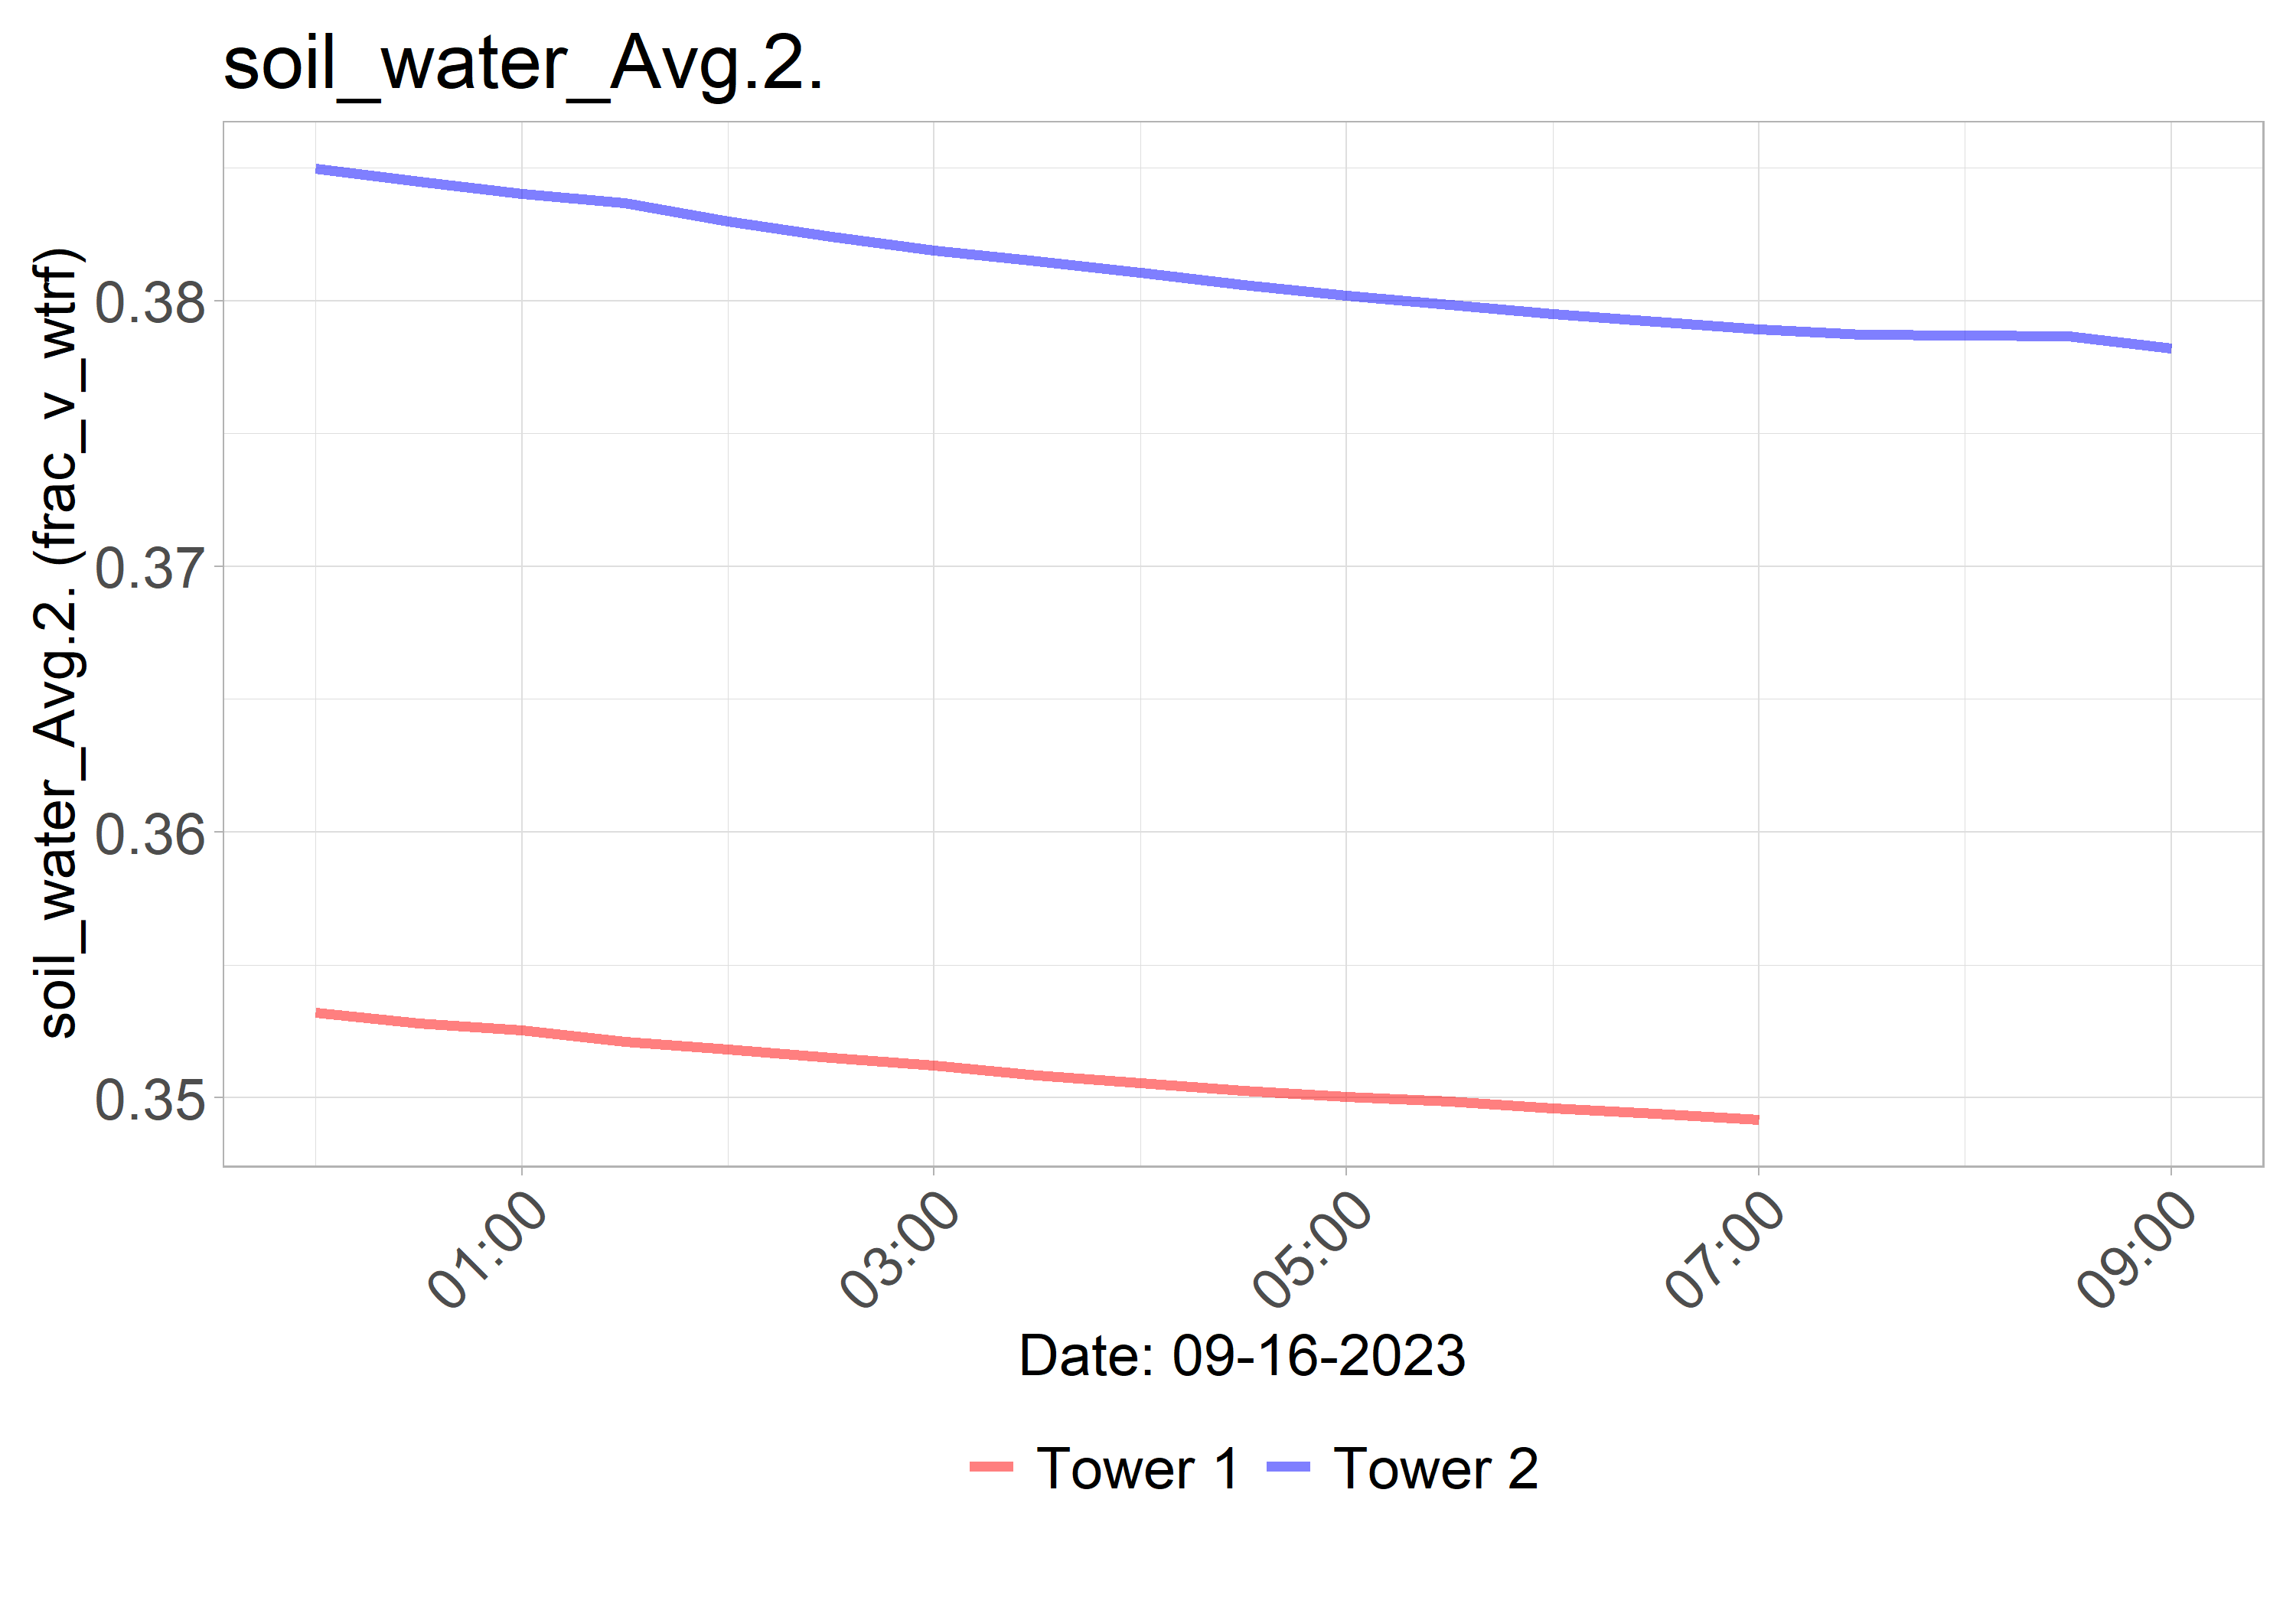 soil_water_Avg.2.
soil_water_Avg.2. (frac_v_wtrf)
0.38
0.37
0.36
0.35
01:00
03:00
05:00
07:00
09:00
Date: 09-16-2023
Tower 1
Tower 2